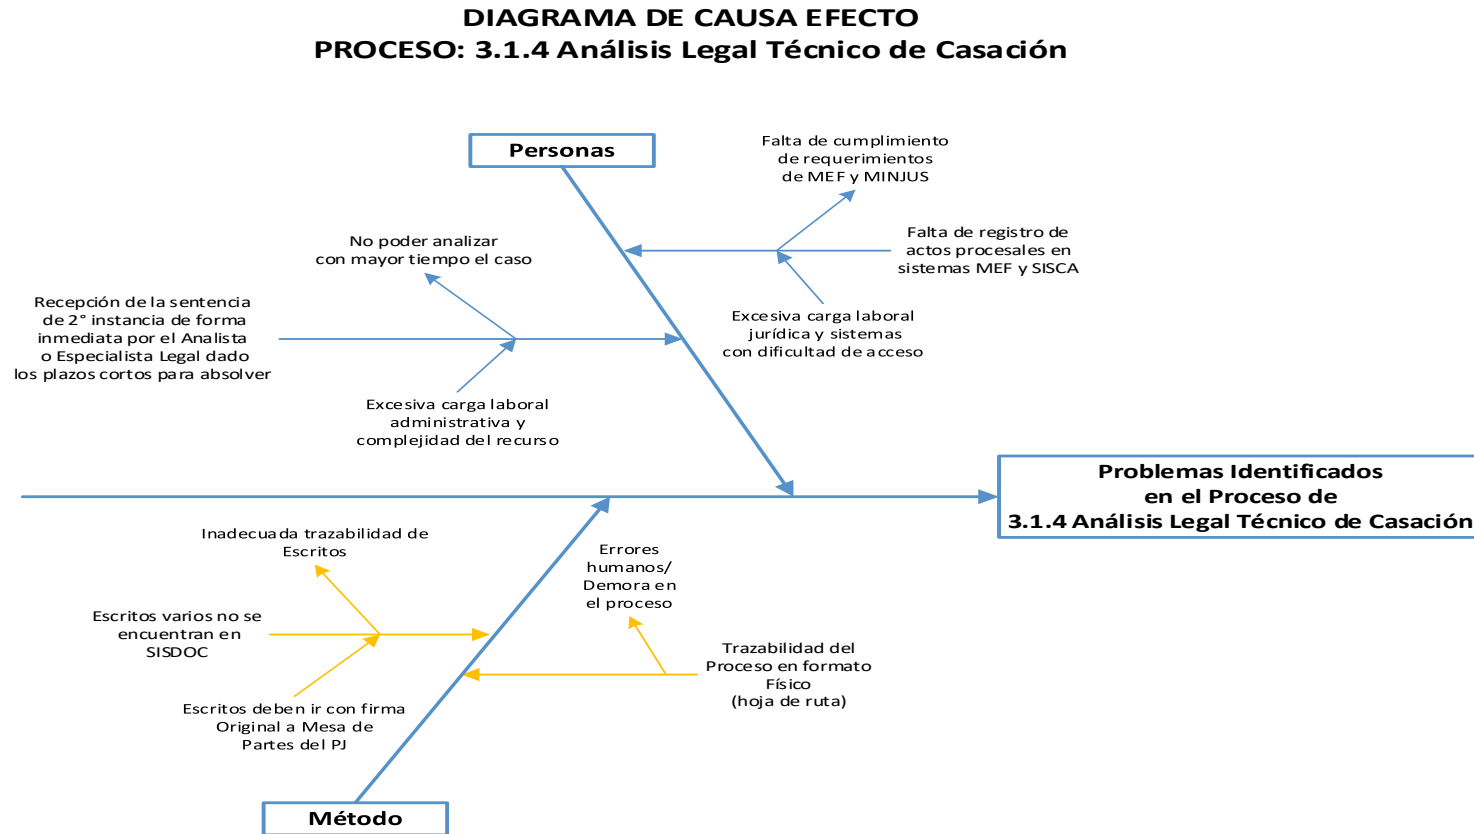 DIAGRAMA DE CAUSA EFECTO
PROCESO: 3.1.4 Análisis Legal Técnico de Casación
Personas
Falta de cumplimiento
de requerimientos
de MEF y MINJUS
Falta de registro de
actos procesales en
sistemas MEF y SISCA
Excesiva carga laboral
jurídica y sistemas
con dificultad de acceso
No poder analizar
con mayor tiempo el caso
Recepción de la sentencia
de 2° instancia de forma
inmediata por el Analista
o Especialista Legal dado
los plazos cortos para absolver
Excesiva carga laboral
administrativa y
complejidad del recurso
Problemas Identificados
en el Proceso de
3.1.4 Análisis Legal Técnico de Casación
Inadecuada trazabilidad de
Escritos
Escritos varios no se
encuentran en
SISDOC
Escritos deben ir con firma
Original a Mesa de
Partes del PJ
Errores
humanos/
Demora en
el proceso
Trazabilidad del
Proceso en formato
Físico
(hoja de ruta)
Método